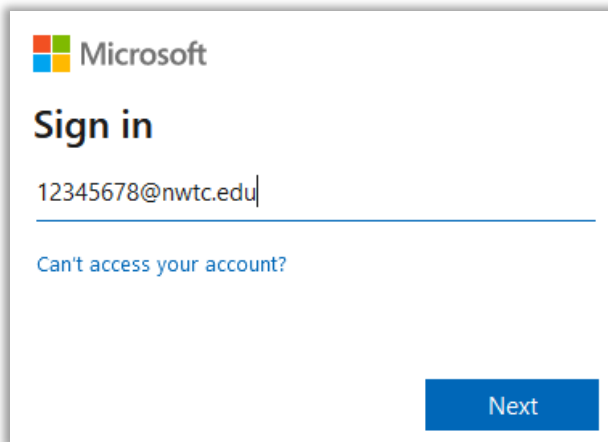 Microsoft
Sign in
12345678@nwtc.edu
Can't access your account?
Next